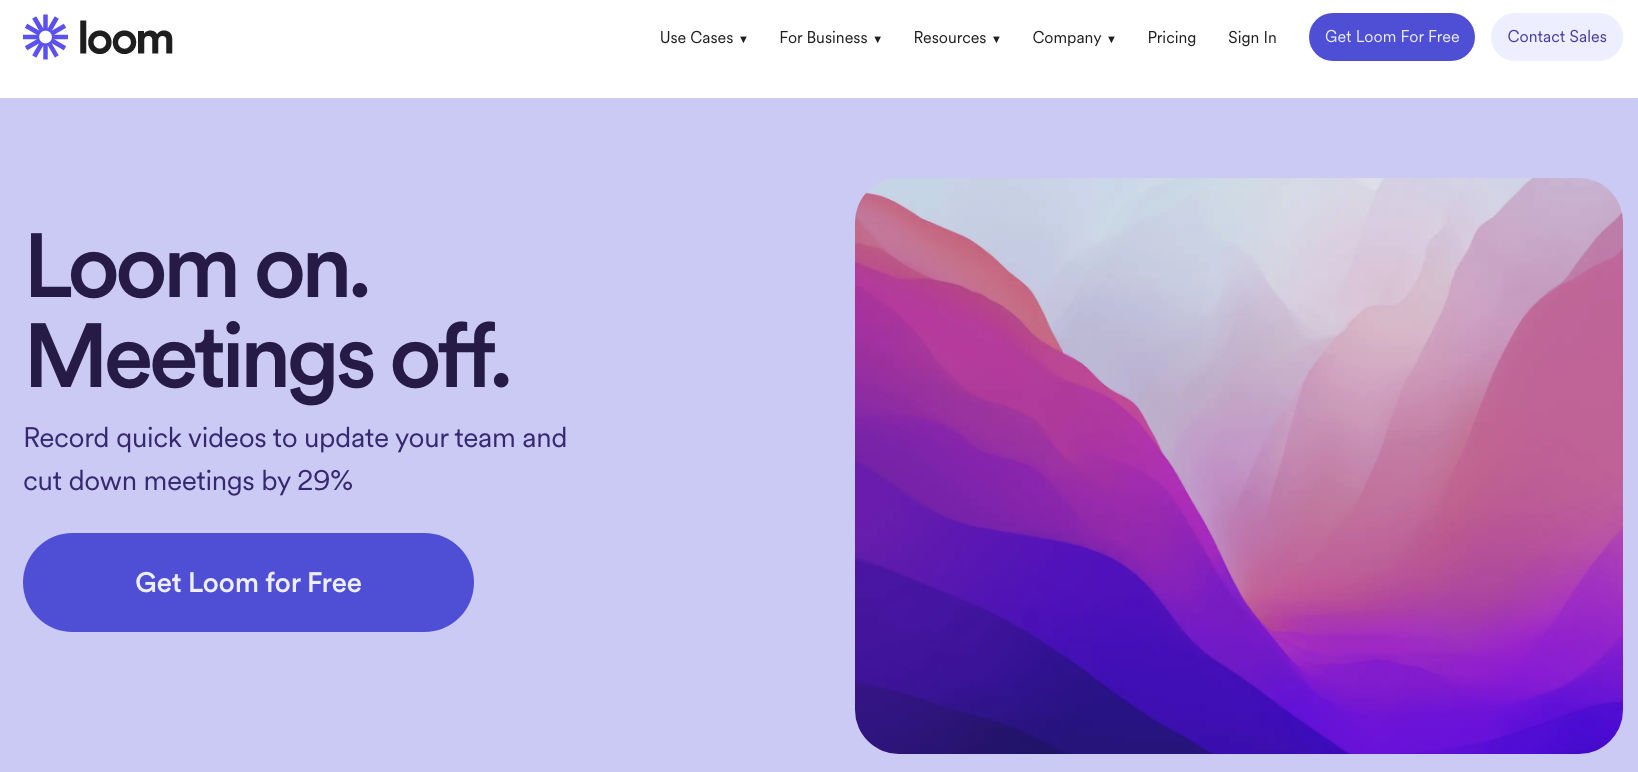 loom
Use Cases ▾
For Business ▾
Resources ▾
Company ▾
Pricing
Sign In
Get Loom For Free
Contact Sales
Loom on.
Meetings off.
Record quick videos to update your team and
cut down meetings by 29%
Get Loom for Free